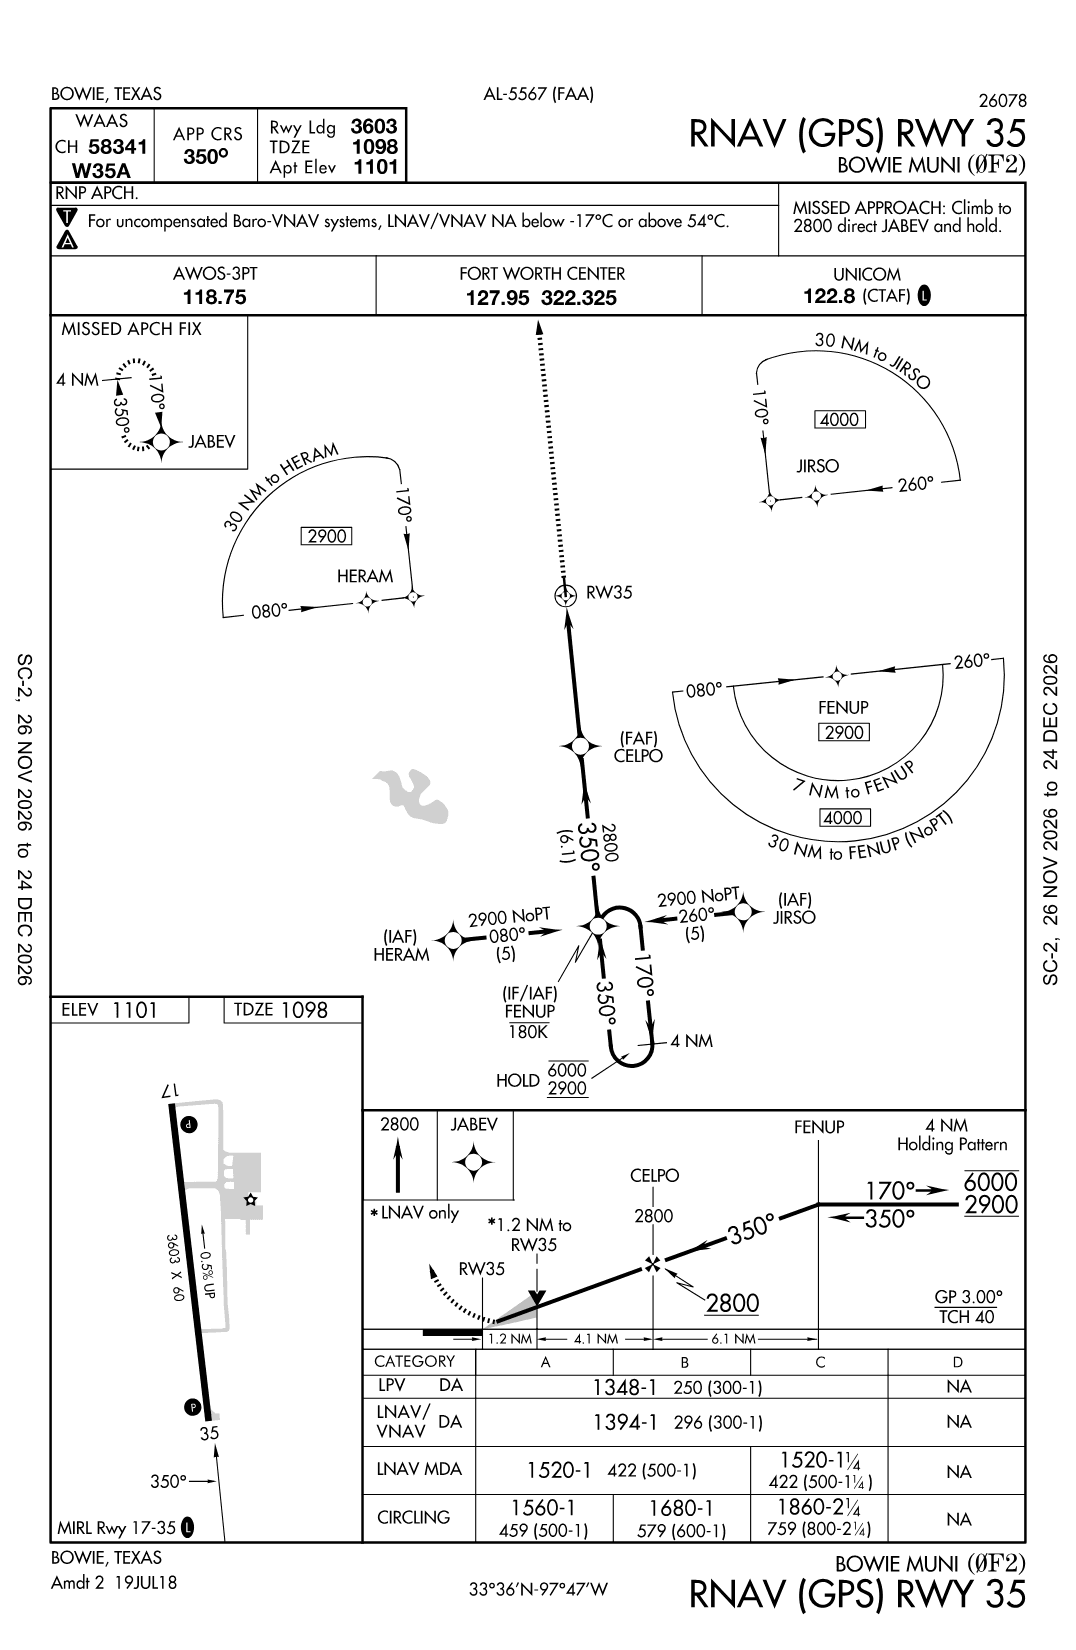 BOWIE, TEXAS
AL-5567 (FAA)
26078
WAAS
CH 58341
W35A
APP CRS
350°
Rwy Ldg 3603
TDZE 1098
Apt Elev 1101
RNAV (GPS) RWY 35
BOWIE MUNI (0F2)
RNP APCH.
T
A
For uncompensated Baro-VNAV systems, LNAV/VNAV NA below -17°C or above 54°C.
MISSED APPROACH: Climb to
2800 direct JABEV and hold.
AWOS-3PT
118.75
FORT WORTH CENTER
127.95 322.325
UNICOM
122.8 (CTAF) L
MISSED APCH FIX
4 NM
170°
350°
JABEV
30 NM to HERAM
170°
2900
HERAM
080°
30 NM to JIRSO
170°
4000
JIRSO
260°
RW35
080°
260°
FENUP
2900
7 NM to FENUP
4000
30 NM to FENUP (NoPT)
(FAF)
CELPO
2800
350°
(6.1)
(IAF)
HERAM
2900 NoPT
080°
(5)
2900 NoPT
260°
(5)
(IAF)
JIRSO
(IF/IAF)
FENUP
180K
350°
170°
4 NM
HOLD 6000
2900
SC-2, 26 NOV 2026 to 24 DEC 2026
SC-2, 26 NOV 2026 to 24 DEC 2026
ELEV 1101
TDZE 1098
17
P
3603 X 60
0.5% UP
P
35
350°
MIRL Rwy 17-35 L
2800
JABEV
*LNAV only
*1.2 NM to
RW35
RW35
CELPO
2800
FENUP
4 NM
Holding Pattern
170°
350°
6000
2900
350°
2800
GP 3.00°
TCH 40
1.2 NM
4.1 NM
6.1 NM
CATEGORY A B C D
LPV DA 1348-1 250 (300-1) NA
LNAV/
VNAV DA 1394-1 296 (300-1) NA
LNAV MDA 1520-1 422 (500-1) 1520-1¼
422 (500-1¼) NA
CIRCLING 1560-1 1680-1 1860-2¼ NA
459 (500-1) 579 (600-1) 759 (800-2¼)
BOWIE, TEXAS
Amdt 2 19JUL18
33°36'N-97°47'W
BOWIE MUNI (0F2)
RNAV (GPS) RWY 35